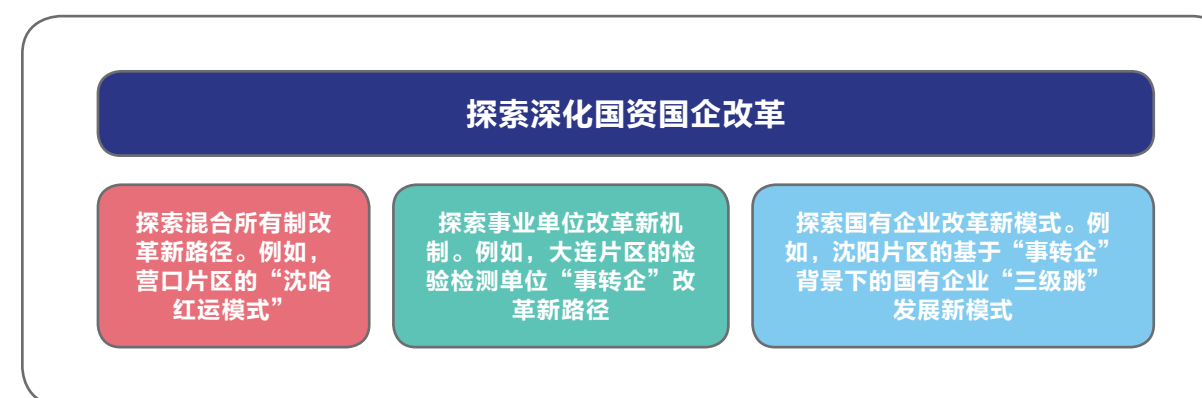 探索深化国资国企改革
探索混合所有制改
革新路径。例如，
营口片区的“沈哈
红运模式”
探索事业单位改革新机
制。例如，大连片区的检
验检测单位“事转企”改
革新路径
探索国有企业改革新模式。例
如，沈阳片区的基于“事转企”
背景下的国有企业“三级跳”
发展新模式